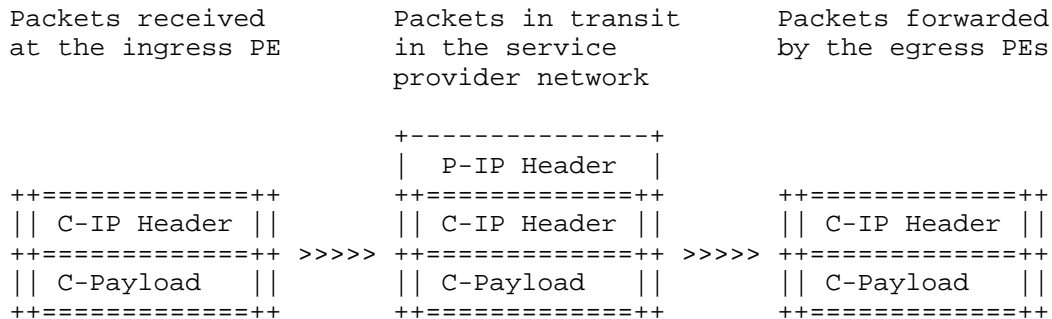 Packets received        Packets in transit      Packets forwarded
at the ingress PE       in the service          by the egress PEs
                        provider network

                        +---------------+
                        |  P-IP Header  |
++=============++       ++=============++       ++=============++
|| C-IP Header ||       || C-IP Header ||       || C-IP Header ||
++=============++ >>>>> ++=============++ >>>>> ++=============++
|| C-Payload   ||       || C-Payload   ||       || C-Payload   ||
++=============++       ++=============++       ++=============++